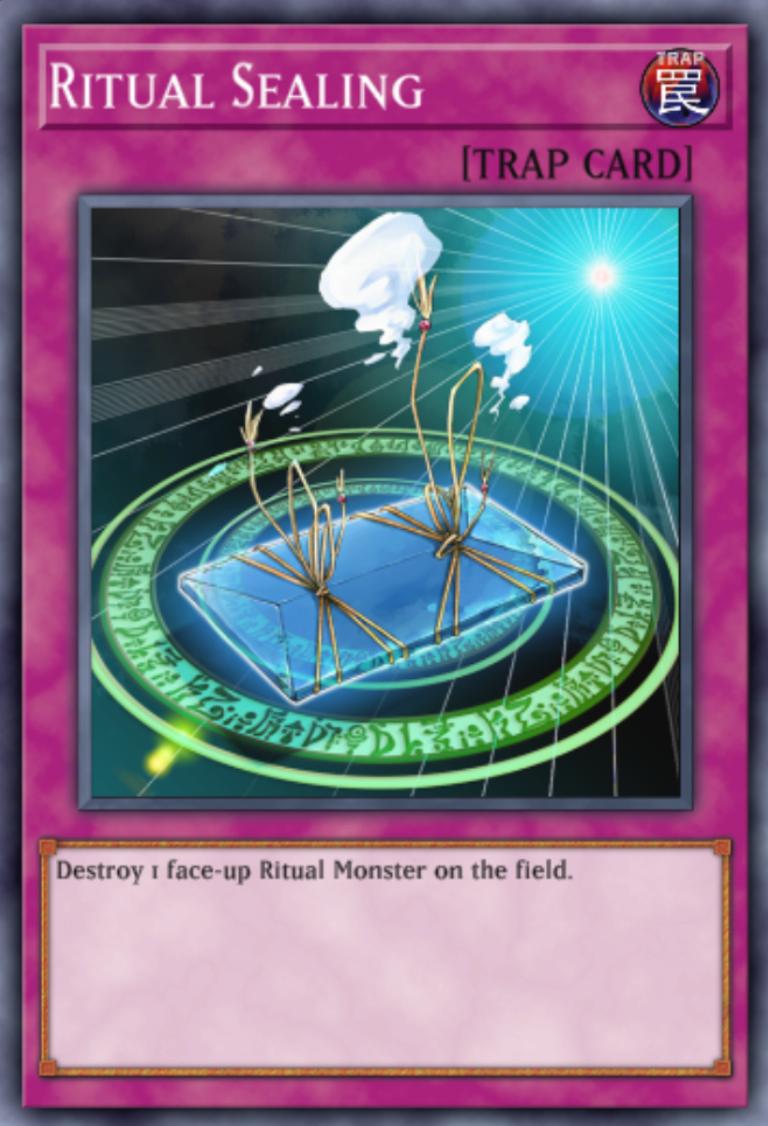 Ritual Sealing
TRAP
罠
[TRAP CARD]
Destroy 1 face-up Ritual Monster on the field.